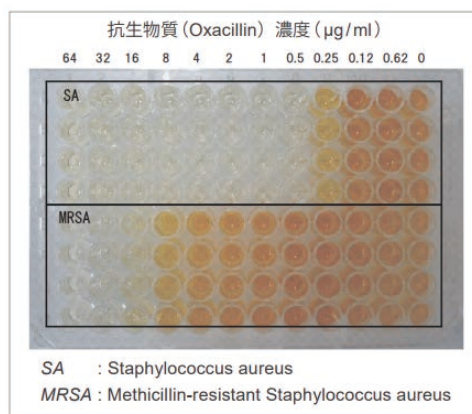 抗生物質(Oxacillin) 濃度(μg/ml)
64 32 16 8 4 2 1 0.5 0.25 0.12 0.62 0
SA
MRSA
SA : Staphylococcus aureus
MRSA : Methicillin-resistant Staphylococcus aureus